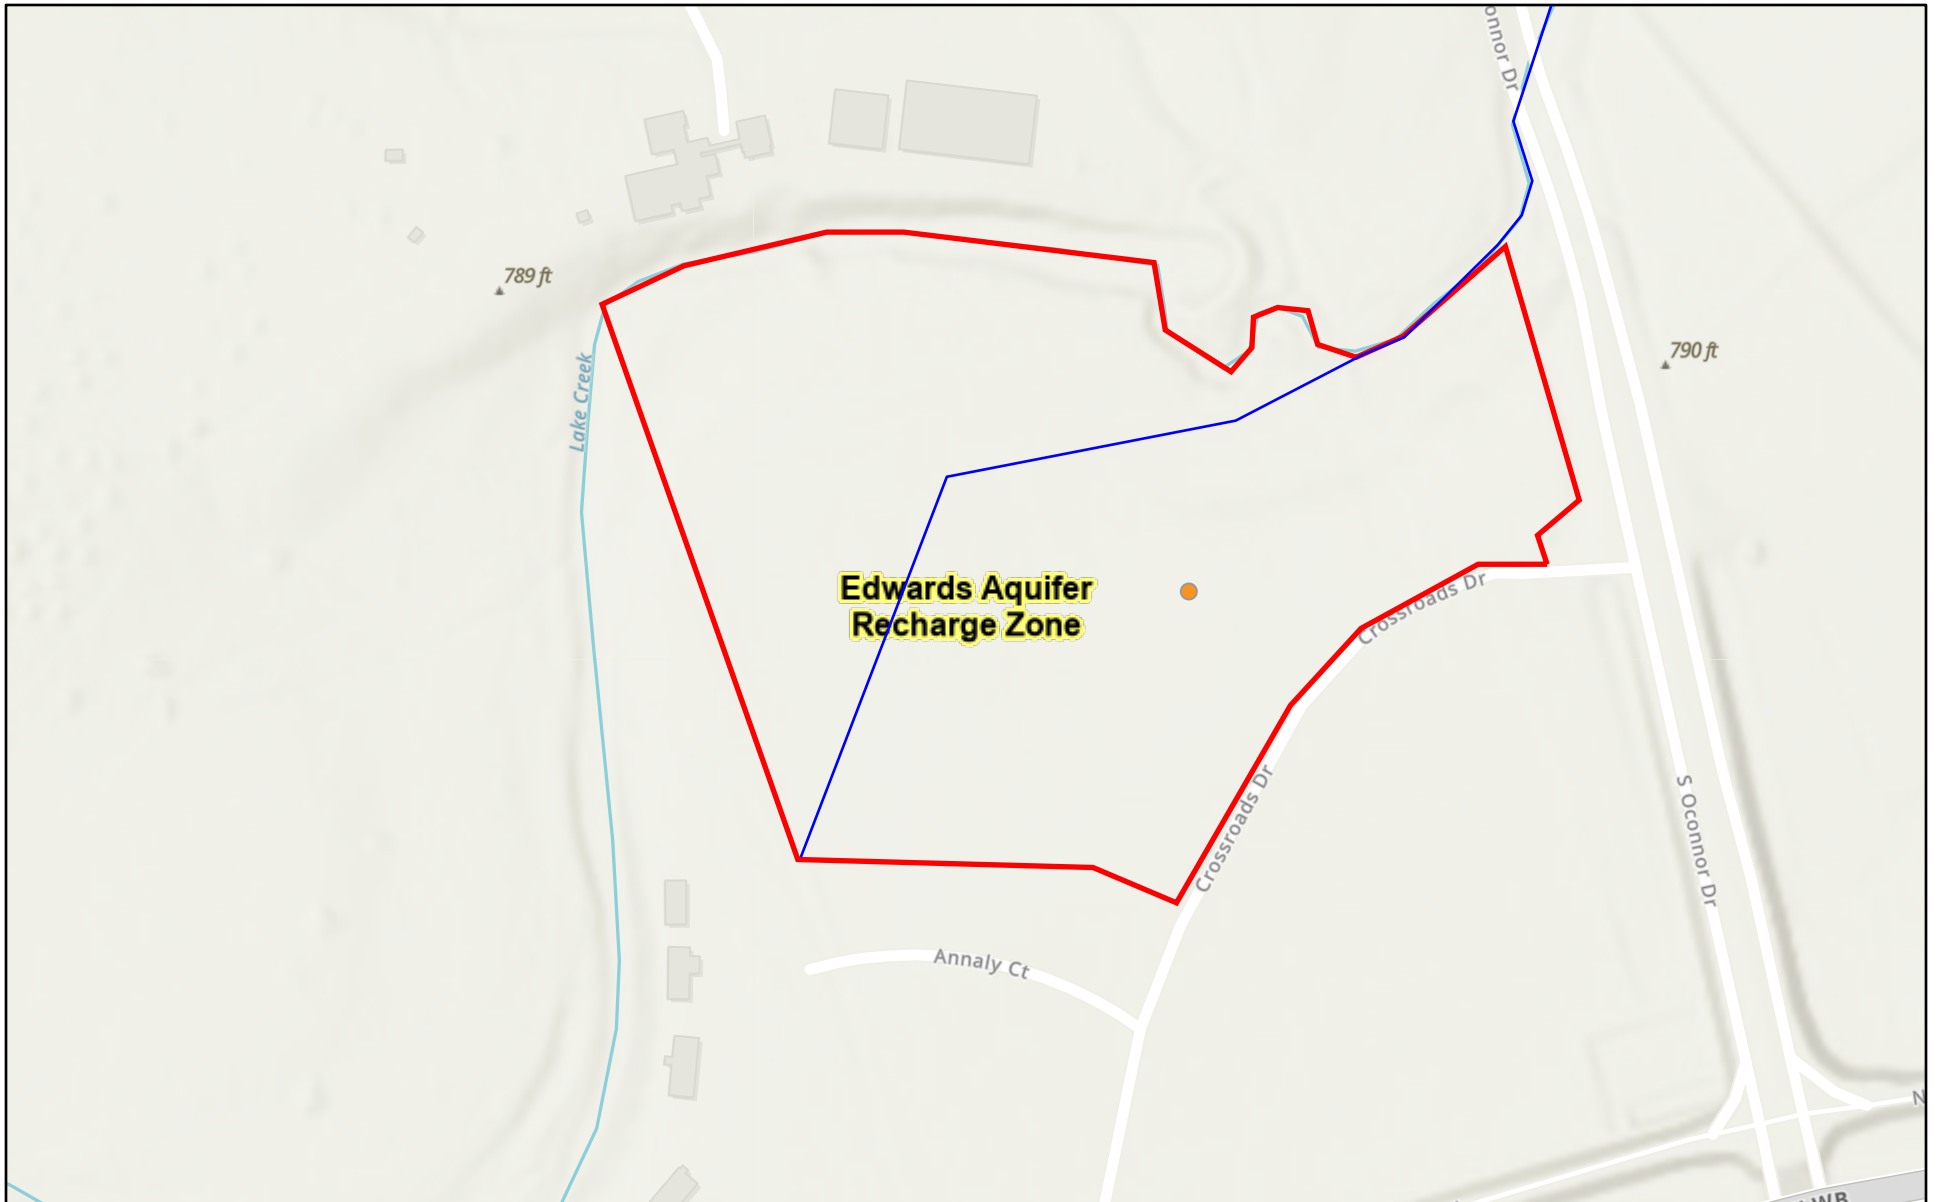 onnor Dr
789 ft
790 ft
Lake Creek
Edwards Aquifer
Recharge Zone
Crossroads Dr
Crossroads Dr
S Oconnor Dr
Annaly Ct
N
WB